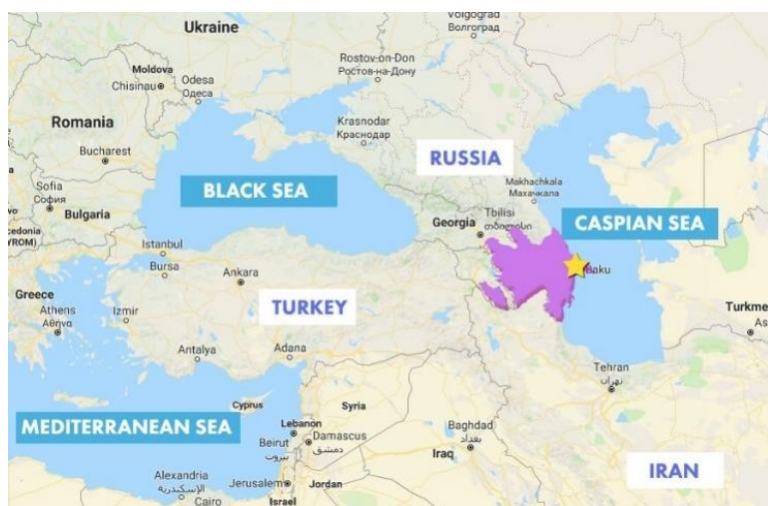 Ukraine
Volgograd
Волгоград
Rostov-on-Don
Ростов-на-Дону
Moldova
Chisinau
Odesa
Одеса
Romania
Krasnodar
Краснодар
Bucharest
RUSSIA
BLACK SEA
Makhachkala
Махачкала
Sofia
София
Bulgaria
Georgia
Tbilisi
თბილისი
CASPIAN SEA
cedonia
YROM)
Istanbul
Bursa
Ankara
Baku
Greece
Athens
Αθήνα
Izmir
TURKEY
Turkme
As
Antalya
Adana
Tehran
تهران
Cyprus
Syria
MEDITERRANEAN SEA
Lebanon
Beirut
بيروت
Damascus
دمشق
Baghdad
بغداد
Iraq
IRAN
Alexandria
الإسكندرية
Cairo
Jerusalem
Israel
Jordan